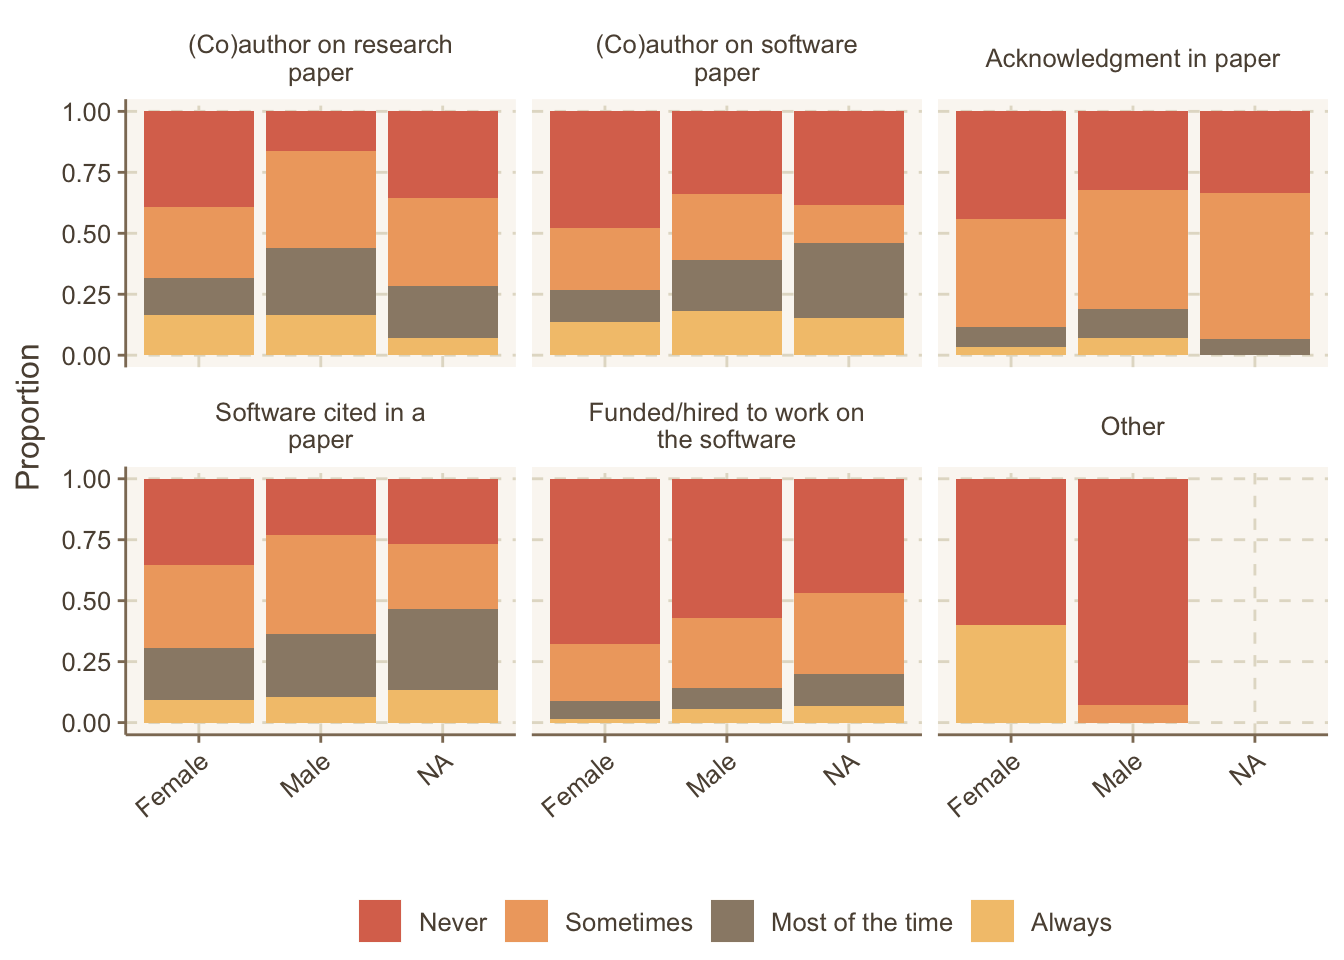 (Co)author on research
paper
(Co)author on software
paper
Acknowledgment in paper
1.00
0.75
0.50
0.25
0.00
Proportion
Software cited in a
paper
Funded/hired to work on
the software
Other
1.00
0.75
0.50
0.25
0.00
Female
Male
NA
Female
Male
NA
Female
Male
NA
Never
Sometimes
Most of the time
Always